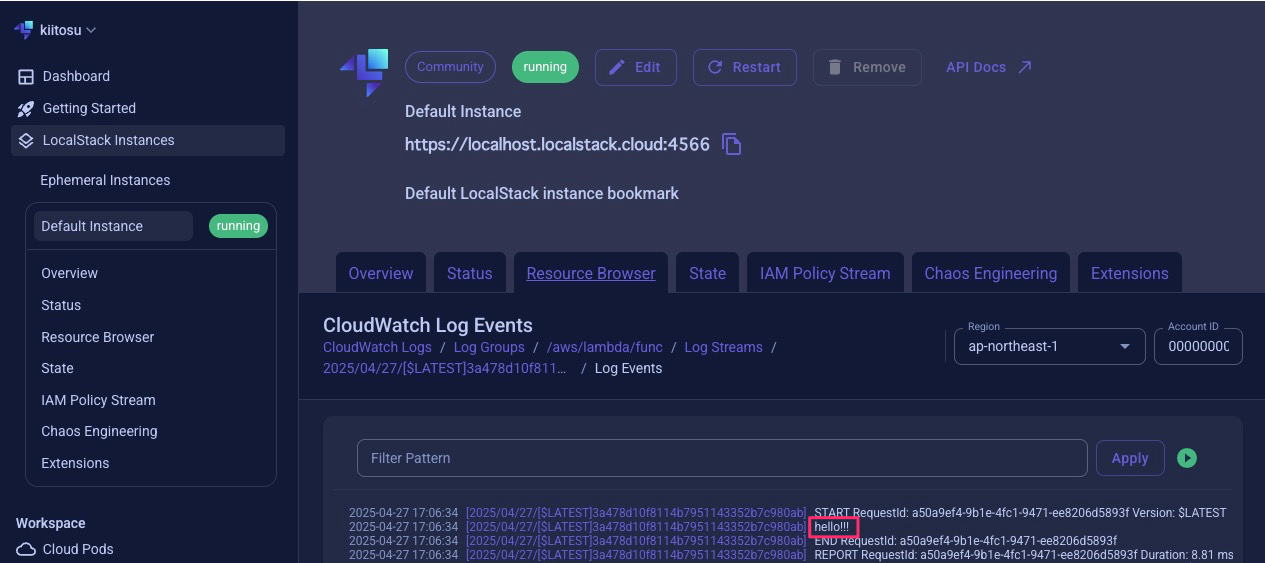 kiitosu
Dashboard
Getting Started
LocalStack Instances
Ephemeral Instances
Default Instance running
Overview
Status
Resource Browser
State
IAM Policy Stream
Chaos Engineering
Extensions
Workspace
Cloud Pods
Community running Edit Restart Remove API Docs
Default Instance
https://localhost.localstack.cloud:4566
Default LocalStack instance bookmark
Overview Status Resource Browser State IAM Policy Stream Chaos Engineering Extensions
CloudWatch Log Events
CloudWatch Logs / Log Groups / /aws/lambda/func / Log Streams /
2025/04/27/[$LATEST]3a478d10f811... / Log Events
Region
ap-northeast-1
Account ID
00000000
Filter Pattern
Apply
2025-04-27 17:06:34 [2025/04/27/[$LATEST]3a478d10f8114b7951143352b7c980ab] START RequestId: a50a9ef4-9b1e-4fc1-9471-ee8206d5893f Version: $LATEST
2025-04-27 17:06:34 [2025/04/27/[$LATEST]3a478d10f8114b7951143352b7c980ab] hello!!!
2025-04-27 17:06:34 [2025/04/27/[$LATEST]3a478d10f8114b7951143352b7c980ab] END RequestId: a50a9ef4-9b1e-4fc1-9471-ee8206d5893f
2025-04-27 17:06:34 [2025/04/27/[$LATEST]3a478d10f8114b7951143352b7c980ab] REPORT RequestId: a50a9ef4-9b1e-4fc1-9471-ee8206d5893f Duration: 8.81 ms